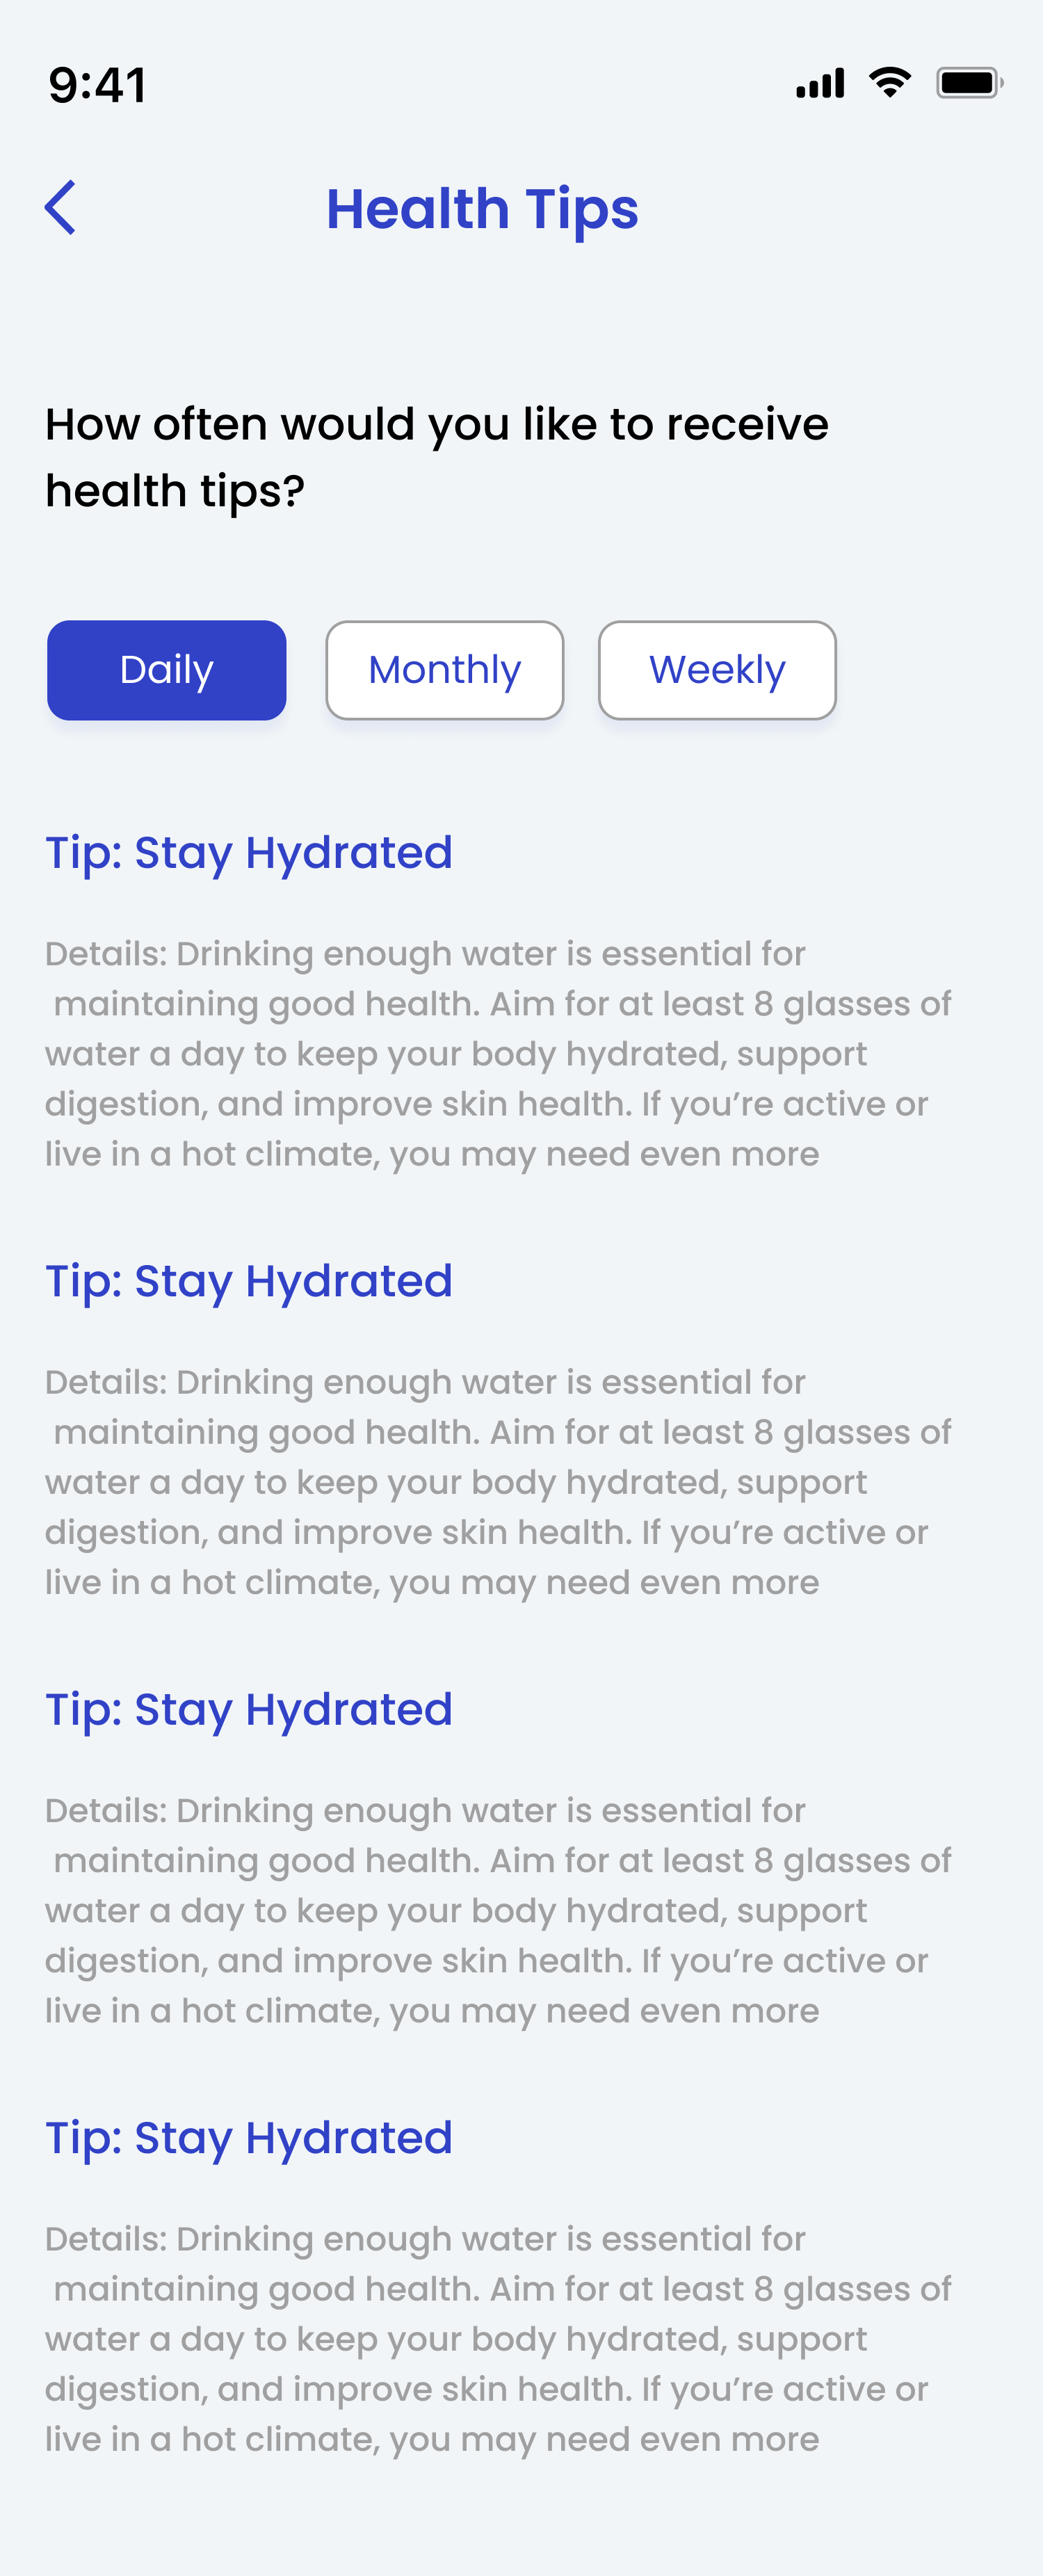 9:41
Health Tips
How often would you like to receive
health tips?
Daily Monthly Weekly
Tip: Stay Hydrated
Details: Drinking enough water is essential for
maintaining good health. Aim for at least 8 glasses of
water a day to keep your body hydrated, support
digestion, and improve skin health. If you’re active or
live in a hot climate, you may need even more
Tip: Stay Hydrated
Details: Drinking enough water is essential for
maintaining good health. Aim for at least 8 glasses of
water a day to keep your body hydrated, support
digestion, and improve skin health. If you’re active or
live in a hot climate, you may need even more
Tip: Stay Hydrated
Details: Drinking enough water is essential for
maintaining good health. Aim for at least 8 glasses of
water a day to keep your body hydrated, support
digestion, and improve skin health. If you’re active or
live in a hot climate, you may need even more
Tip: Stay Hydrated
Details: Drinking enough water is essential for
maintaining good health. Aim for at least 8 glasses of
water a day to keep your body hydrated, support
digestion, and improve skin health. If you’re active or
live in a hot climate, you may need even more